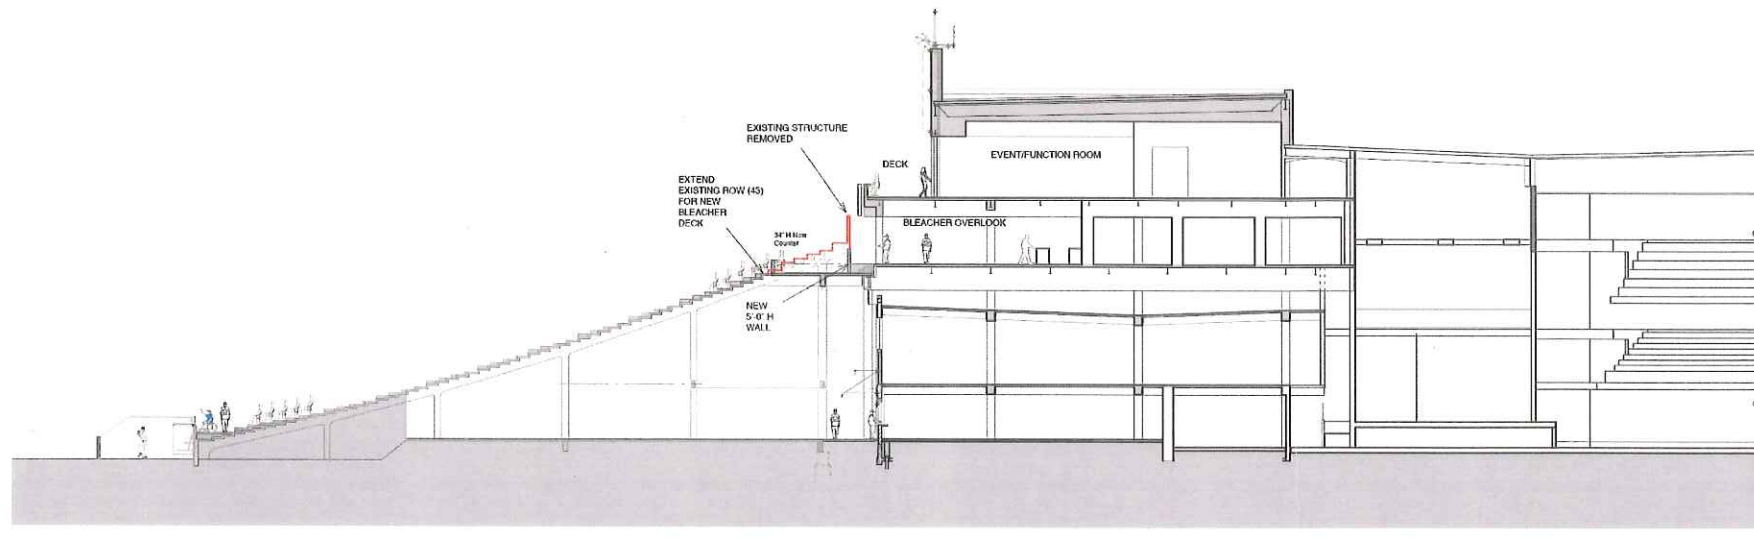 EXISTING STRUCTURE
REMOVED
DECK
EVENT/FUNCTION ROOM
EXTEND
EXISTING ROW (43)
FOR NEW
BLEACHER
DECK
BLEACHER OVERLOOK
34" H New
Counter
NEW
5'-0" H
WALL